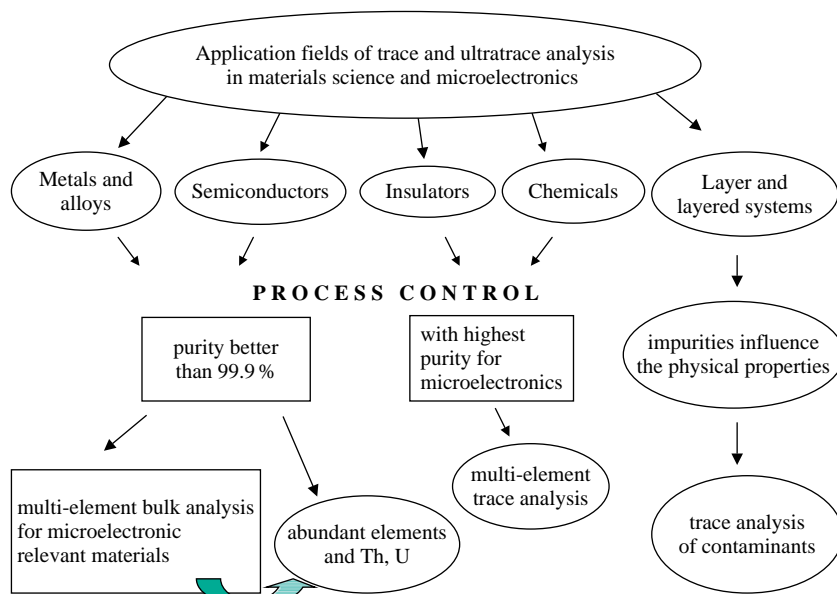 Application fields of trace and ultratrace analysis
in materials science and microelectronics
Metals and
alloys
Semiconductors
Insulators
Chemicals
Layer and
layered systems
PROCESS CONTROL
purity better
than 99.9 %
with highest
purity for
microelectronics
impurities influence
the physical properties
multi-element bulk analysis
for microelectronic
relevant materials
abundant elements
and Th, U
multi-element
trace analysis
trace analysis
of contaminants